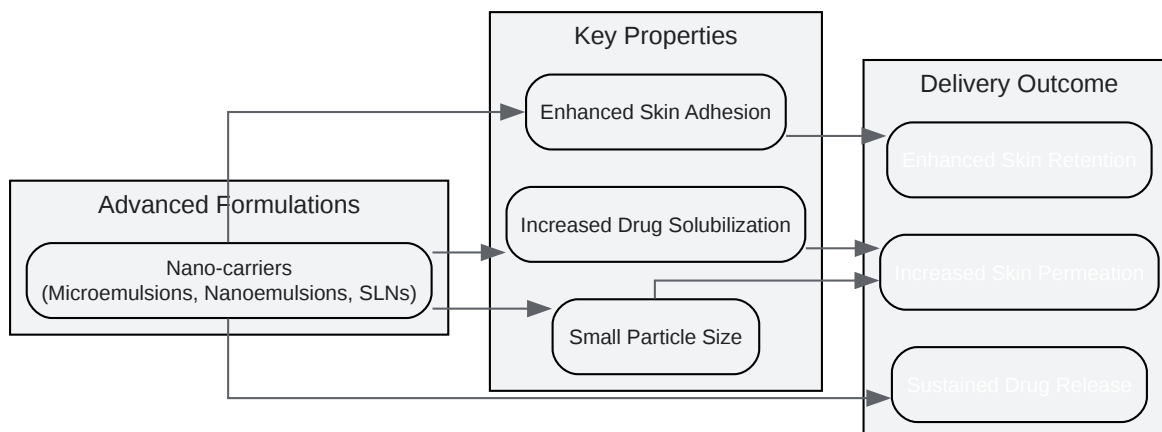 Advanced Formulations
Nano-carriers
(Microemulsions, Nanoemulsions, SLNs)
Key Properties
Enhanced Skin Adhesion
Increased Drug Solubilization
Small Particle Size
Delivery Outcome
Enhanced Skin Retention
Increased Skin Permeation
Sustained Drug Release